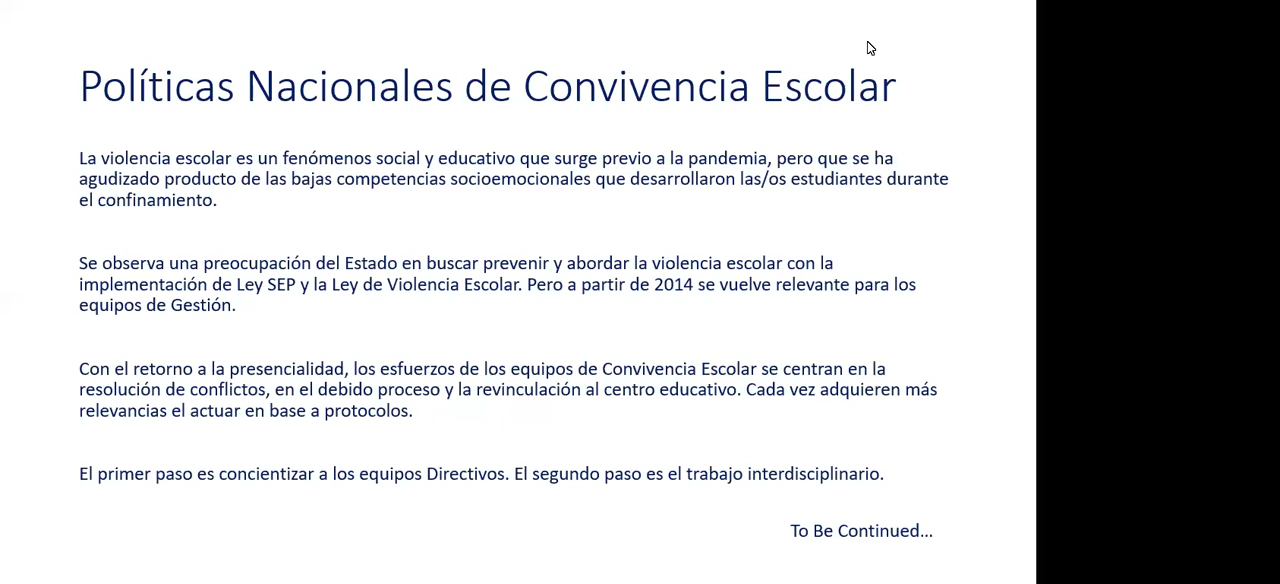 Políticas Nacionales de Convivencia Escolar
La violencia escolar es un fenómenos social y educativo que surge previo a la pandemia, pero que se ha
agudizado producto de las bajas competencias socioemocionales que desarrollaron las/os estudiantes durante
el confinamiento.
Se observa una preocupación del Estado en buscar prevenir y abordar la violencia escolar con la
implementación de Ley SEP y la Ley de Violencia Escolar. Pero a partir de 2014 se vuelve relevante para los
equipos de Gestión.
Con el retorno a la presencialidad, los esfuerzos de los equipos de Convivencia Escolar se centran en la
resolución de conflictos, en el debido proceso y la revinculación al centro educativo. Cada vez adquieren más
relevancias el actuar en base a protocolos.
El primer paso es concientizar a los equipos Directivos. El segundo paso es el trabajo interdisciplinario.
To Be Continued...